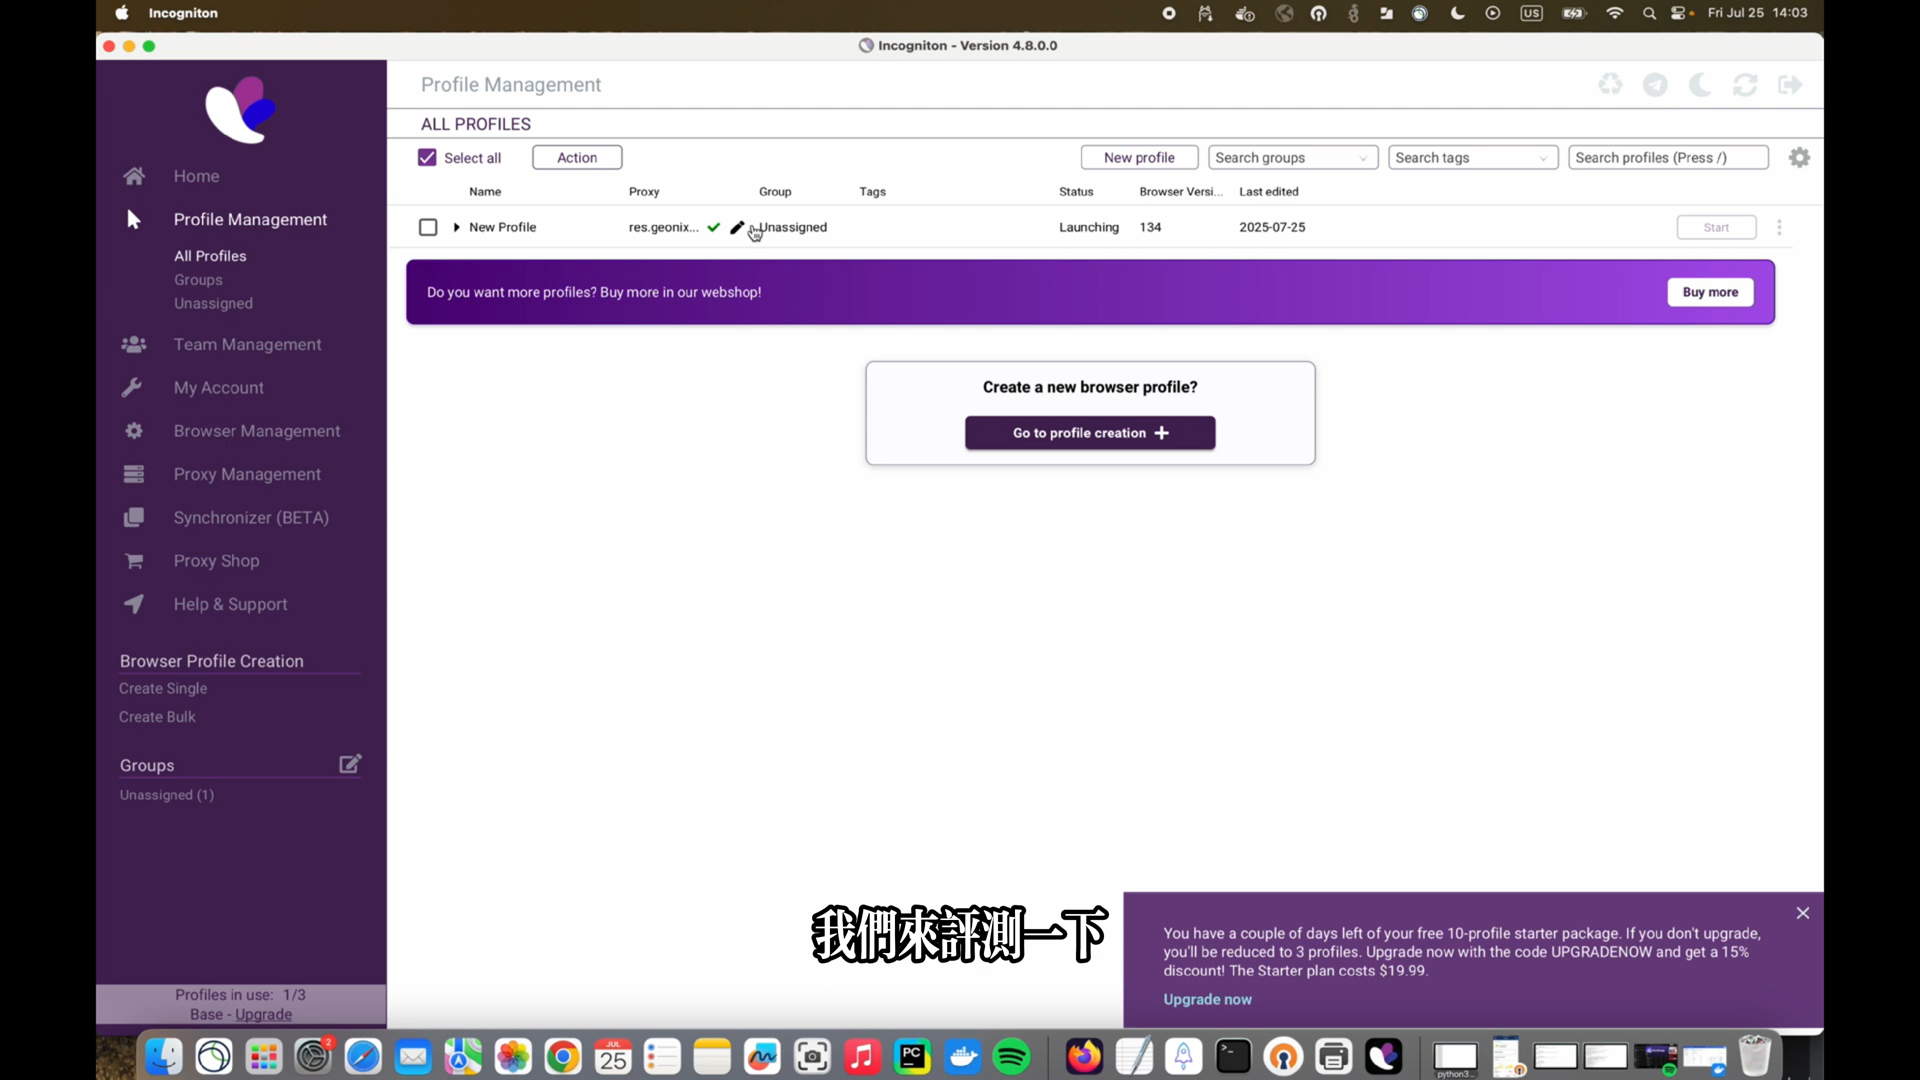 Incogniton
US
Fri Jul 25 14:03
Incogniton - Version 4.8.0.0
Profile Management
ALL PROFILES
Select all
Action
New profile
Search groups
Search tags
Search profiles (Press /)
Name
Proxy
Group
Tags
Status
Browser Versi...
Last edited
New Profile
res.geonix...
Unassigned
Launching
134
2025-07-25
Start
Do you want more profiles? Buy more in our webshop!
Buy more
Create a new browser profile?
Go to profile creation
Home
Profile Management
All Profiles
Groups
Unassigned
Team Management
My Account
Browser Management
Proxy Management
Synchronizer (BETA)
Proxy Shop
Help & Support
Browser Profile Creation
Create Single
Create Bulk
Groups
Unassigned (1)
Profiles in use: 1/3
Base - Upgrade
我們來評測一下
You have a couple of days left of your free 10-profile starter package. If you don't upgrade,
you'll be reduced to 3 profiles. Upgrade now with the code UPGRADENOW and get a 15%
discount! The Starter plan costs $19.99.
Upgrade now
2
JUL
25
PC
python3...